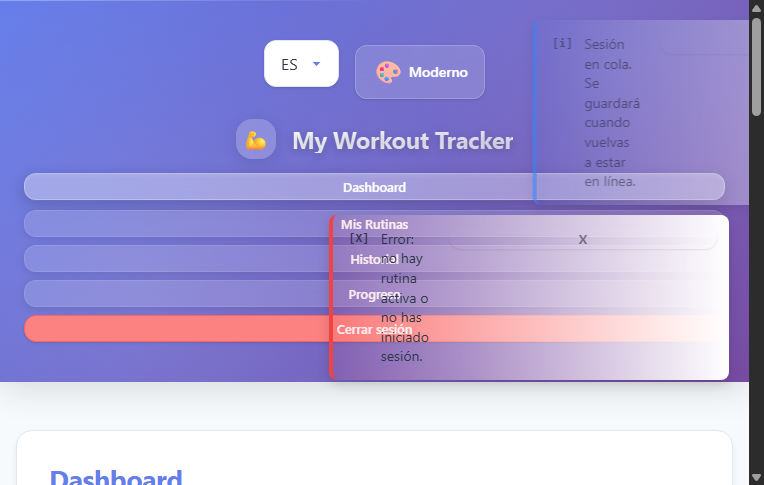 ES
Moderno
[i]
Sesión
en cola.
Se
guardará
cuando
vuelvas
a estar
en línea.
💪 My Workout Tracker
Dashboard
Mis Rutinas
Historial
Progreso
Cerrar sesión
[X]
Error:
no hay
rutina
activa o
no has
iniciado
sesión.
X
Dashboard